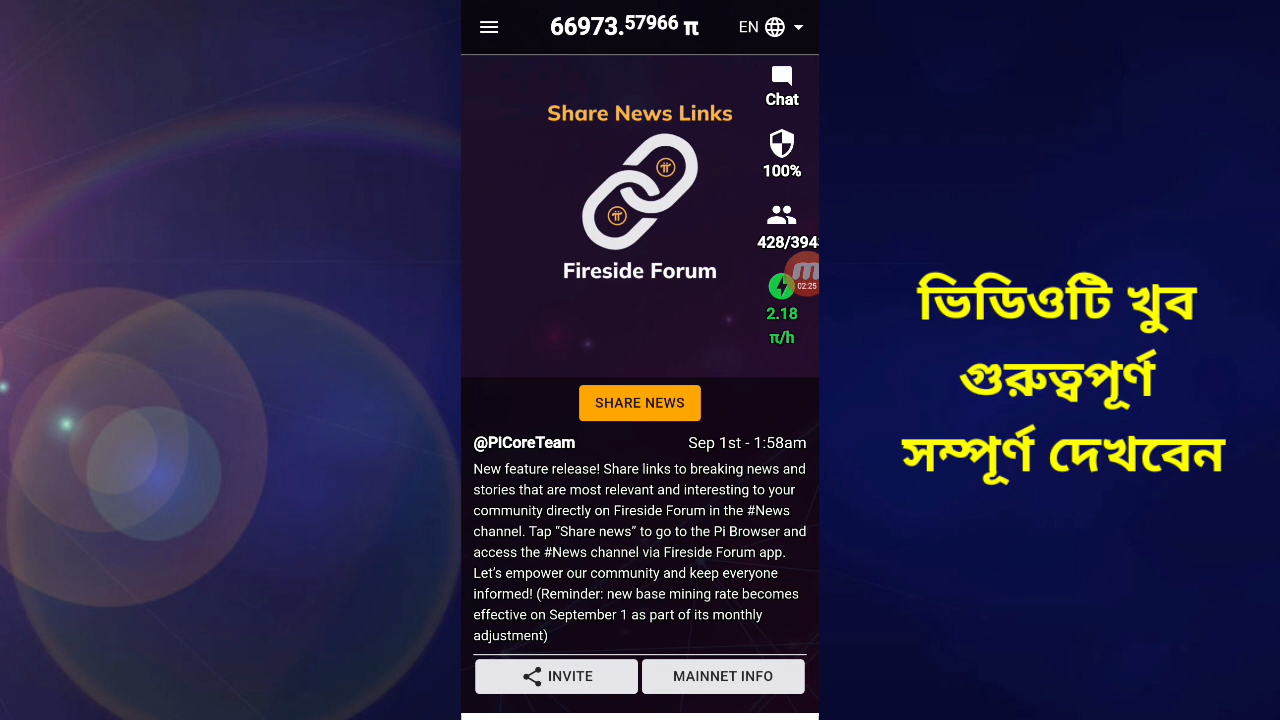 66973.57966 π
EN
Chat
Share News Links
100%
428/394
Fireside Forum
02:25
2.18
π/h
SHARE NEWS
@PiCoreTeam Sep 1st - 1:58am
New feature release! Share links to breaking news and
stories that are most relevant and interesting to your
community directly on Fireside Forum in the #News
channel. Tap “Share news” to go to the Pi Browser and
access the #News channel via Fireside Forum app.
Let’s empower our community and keep everyone
informed! (Reminder: new base mining rate becomes
effective on September 1 as part of its monthly
adjustment)
INVITE
MAINNET INFO
ভিডিওটি খুব
গুরুত্বপূর্ণ
সম্পূর্ণ দেখবেন